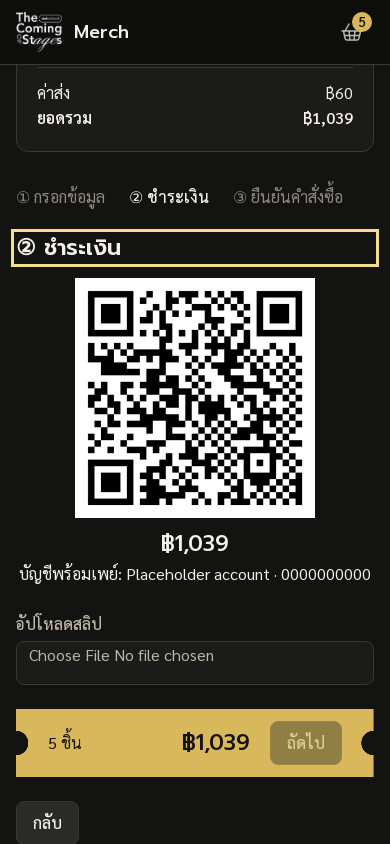 The
Coming
Stages
Merch
5
ค่าส่ง ฿60
ยอดรวม ฿1,039
① กรอกข้อมูล ② ชำระเงิน ③ ยืนยันคำสั่งซื้อ
② ชำระเงิน
฿1,039
บัญชีพร้อมเพย์: Placeholder account · 0000000000
อัปโหลดสลิป
Choose File No file chosen
5 ชิ้น ฿1,039 ถัดไป
กลับ